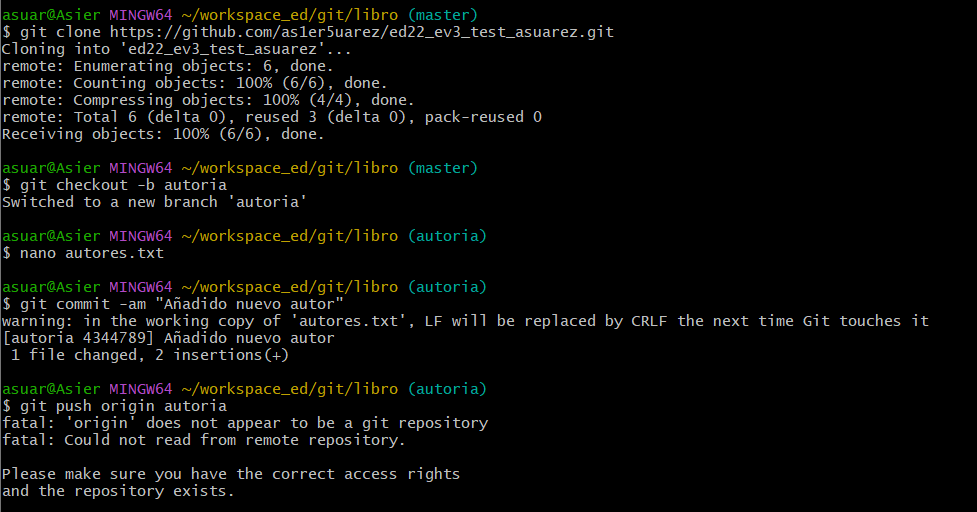 asuar@Asier MINGW64 ~/workspace_ed/git/libro (master)
$ git clone https://github.com/as1er5uarez/ed22_ev3_test_asuarez.git
Cloning into 'ed22_ev3_test_asuarez'...
remote: Enumerating objects: 6, done.
remote: Counting objects: 100% (6/6), done.
remote: Compressing objects: 100% (4/4), done.
remote: Total 6 (delta 0), reused 3 (delta 0), pack-reused 0
Receiving objects: 100% (6/6), done.
asuar@Asier MINGW64 ~/workspace_ed/git/libro (master)
$ git checkout -b autoria
Switched to a new branch 'autoria'
asuar@Asier MINGW64 ~/workspace_ed/git/libro (autoria)
$ nano autores.txt
asuar@Asier MINGW64 ~/workspace_ed/git/libro (autoria)
$ git commit -am "Añadido nuevo autor"
warning: in the working copy of 'autores.txt', LF will be replaced by CRLF the next time Git touches it
[autoria 4344789] Añadido nuevo autor
 1 file changed, 2 insertions(+)
asuar@Asier MINGW64 ~/workspace_ed/git/libro (autoria)
$ git push origin autoria
fatal: 'origin' does not appear to be a git repository
fatal: Could not read from remote repository.
Please make sure you have the correct access rights
and the repository exists.